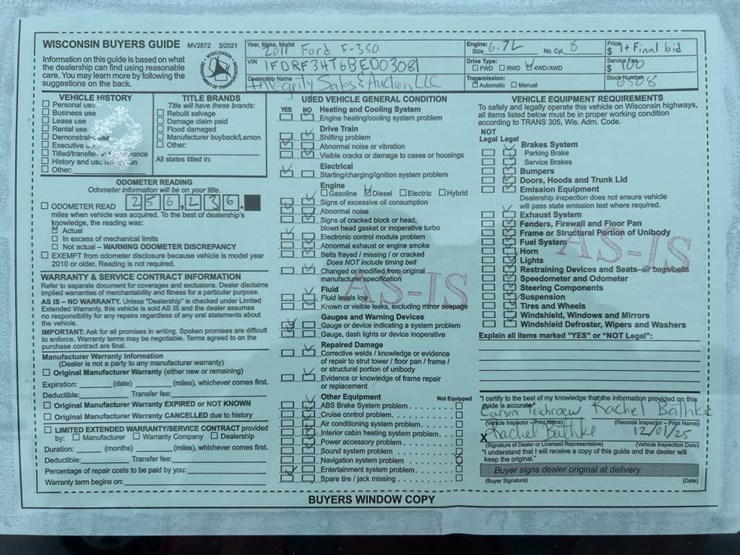 WISCONSIN BUYERS GUIDE MV2872 3/2021
Information on this guide is based on what
the dealership can find using reasonable
care. You may learn more by following the
suggestions on the back.
Year, Make, Model
2011 Ford F-350
VIN
1FDRF3HT6BED0308
Dealership Name
Integrity Sales & Auction LLC
Engine:
Size 6.7L No. Cyl. 8
Drive Type:
FWD RWD 4WD/AWD
Transmission:
Automatic Manual
Price
$ 1+ Final bid
Service Fee
$ 100
Stock Number
VEHICLE HISTORY
Personal use
Business use
Lease use
Rental use
Demonstrator
Executive
Titled/transfer
History and use
Other:
TITLE BRANDS
Title will have these brands:
Rebuilt salvage
Damage claim paid
Flood damaged
Manufacturer buyback/Lemon
Other:
All states titled in:
ODOMETER READING
Odometer information will be on your title.
ODOMETER READ 256,236.
miles when vehicle was acquired. To the best of dealership's
knowledge, the reading was:
Actual
In excess of mechanical limits
Not actual – WARNING ODOMETER DISCREPANCY
EXEMPT from odometer disclosure because vehicle is model year
2010 or older. Reading is not required.
WARRANTY & SERVICE CONTRACT INFORMATION
Refer to separate document for coverages and exclusions. Dealer disclaims
implied warranties of merchantability and fitness for a particular purpose.
AS IS – NO WARRANTY. Unless "Dealership" is checked under Limited
Extended Warranty, this vehicle is sold AS IS and the dealer assumes
no responsibility for any repairs regardless of any oral statements about
the vehicle.
IMPORTANT: Ask for all promises in writing. Spoken promises are difficult
to enforce. Warranty terms may be negotiable. Terms agreed to on the
purchase contract are final.
Manufacturer Warranty Information
(Dealer is not a party to any manufacturer warranty)
Original Manufacturer Warranty (either new or remaining)
Expiration: (date) (miles), whichever comes first.
Deductible: Transfer fee:
Original Manufacturer Warranty EXPIRED or NOT KNOWN
Original Manufacturer Warranty CANCELLED due to history
LIMITED EXTENDED WARRANTY/SERVICE CONTRACT provided
by: Manufacturer Warranty Company Dealership
Duration: (months) (miles), whichever comes first.
Deductible: Transfer fee:
Percentage of repair costs to be paid by you:
Warranty term begins on:
USED VEHICLE GENERAL CONDITION
YES NO
Heating and Cooling System
Engine heating/cooling system problem
Drive Train
Shifting problem
Abnormal noise or vibration
Visible cracks or damage to cases or housings
Electrical
Starting/charging/ignition system problem
Engine
Gasoline Diesel Electric Hybrid
Signs of excessive oil consumption
Abnormal noise
Signs of cracked block or head,
blown head gasket or inoperative turbo
Electronic control module problem
Abnormal exhaust or engine smoke
Belts frayed / missing / or cracked
Does NOT include timing belt
Changed or modified from original
manufacturer specification
Fluid
Fluid levels low
Known or visible leaks, excluding minor seepage
Gauges and Warning Devices
Gauge or device indicating a system problem
Gauge, dash lights or device inoperative
Repaired Damage
Corrective welds / knowledge or evidence
of repair to strut tower / floor pan / frame /
or structural portion of unibody
Evidence or knowledge of frame repair
or replacement
Other Equipment Not Equipped
ABS Brake System problem
Cruise control problem
Air conditioning system problem
Interior cabin heating system problem
Power accessory problem
Sound system problem
Navigation system problem
Entertainment system problem
Spare tire / jack missing
AS-IS
VEHICLE EQUIPMENT REQUIREMENTS
To safely and legally operate this vehicle on Wisconsin highways,
all items listed below must be in proper working condition
according to TRANS 305, Wis. Adm. Code.
NOT
Legal Legal
Brakes System
Parking Brake
Service Brakes
Bumpers
Doors, Hoods and Trunk Lid
Emission Equipment
Dealership inspection does not ensure vehicle
will pass state emission test where required.
Exhaust System
Fenders, Firewall and Floor Pan
Frame or Structural Portion of Unibody
Fuel System
Horn
Lights
Restraining Devices and Seats–air bags/belts
Speedometer and Odometer
Steering Components
Suspension
Tires and Wheels
Windshield, Windows and Mirrors
Windshield Defroster, Wipers and Washers
AS-IS
Explain all items marked "YES" or "NOT Legal":
"I certify to the best of my knowledge that the information provided on this
guide is accurate"
Rachel Bathke
(Vehicle Inspector – Print Name) (Records Inspector – Print Name)
X Rachel Bathke 12/01/25
(Signature of Dealer or Licensed Representative) (Vehicle Inspection Date)
"I understand that I will receive a copy of this guide and the dealer will
keep the original."
Buyer signs dealer original at delivery
(Buyer Signature) (Date)
BUYERS WINDOW COPY